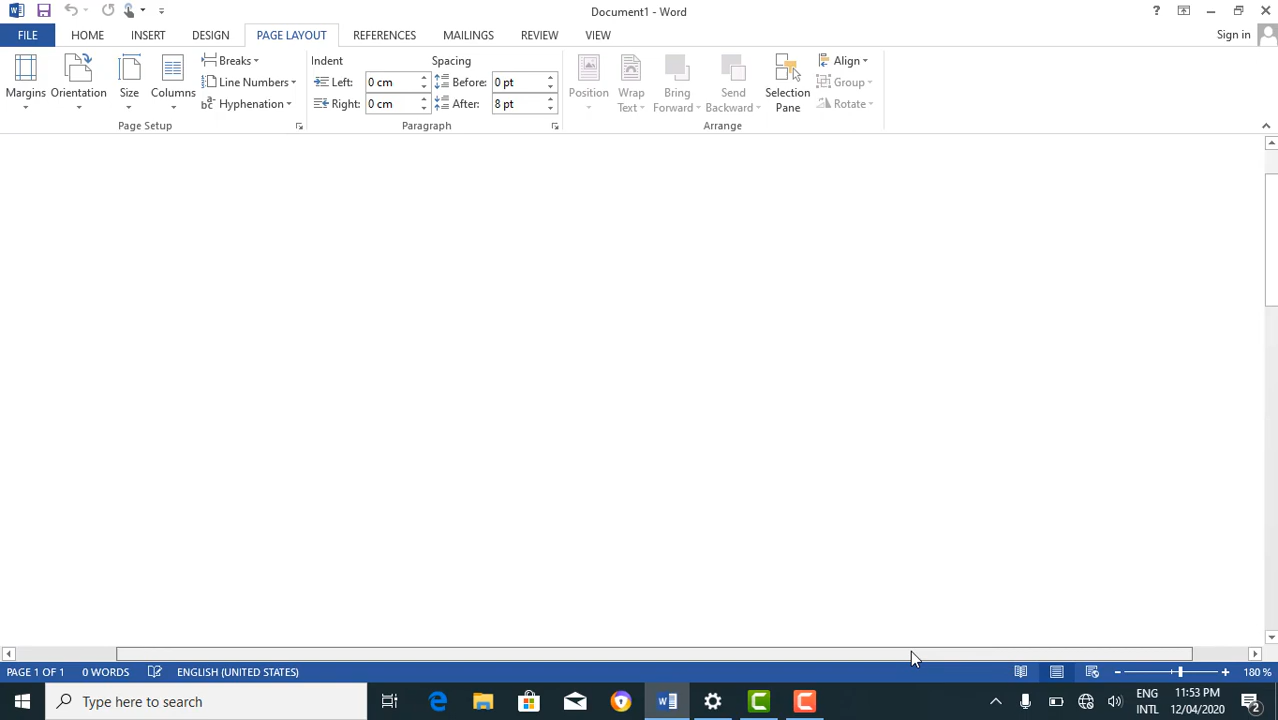 Document1 - Word
?
FILE HOME INSERT DESIGN PAGE LAYOUT REFERENCES MAILINGS REVIEW VIEW Sign in
Margins
Orientation
Size
Columns
Breaks
Line Numbers
Hyphenation
Page Setup
Indent
Left: 0 cm
Right: 0 cm
Spacing
Before: 0 pt
After: 8 pt
Paragraph
Position
Wrap
Text
Bring
Forward
Send
Backward
Selection
Pane
Align
Group
Rotate
Arrange
PAGE 1 OF 1 0 WORDS ENGLISH (UNITED STATES) 180 %
Type here to search
ENG
INTL
11:53 PM
12/04/2020
2